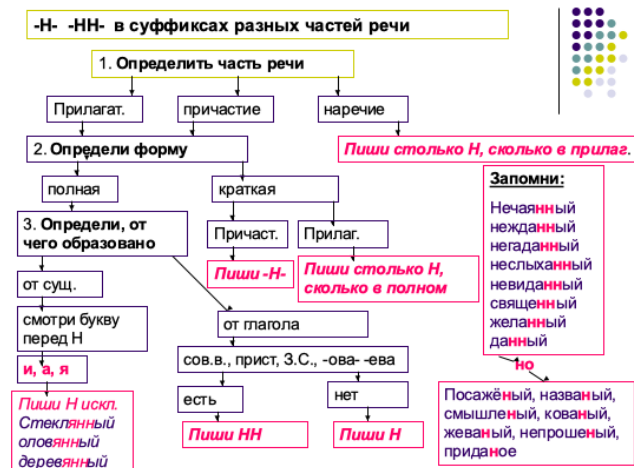 -Н- -НН- в суффиксах разных частей речи
1. Определить часть речи
Прилагат.
причастие
наречие
2. Определи форму
Пиши столько Н, сколько в прилаг.
полная
краткая
3. Определи, от
чего образовано
Причаст.
Прилаг.
Пиши -Н-
Пиши столько Н,
сколько в полном
от сущ.
смотри букву
перед Н
и, а, я
Пиши Н искл.
Стеклянный
оловянный
деревянный
от глагола
сов.в., прист, З.С., -ова- -ева
есть
нет
Пиши НН
Пиши Н
Запомни:
Нечаянный
нежданный
негаданный
неслыханный
невиданный
священный
желанный
данный
но
Посажёный, названый,
смышленый, кованый,
жеваный, непрошеный,
приданое